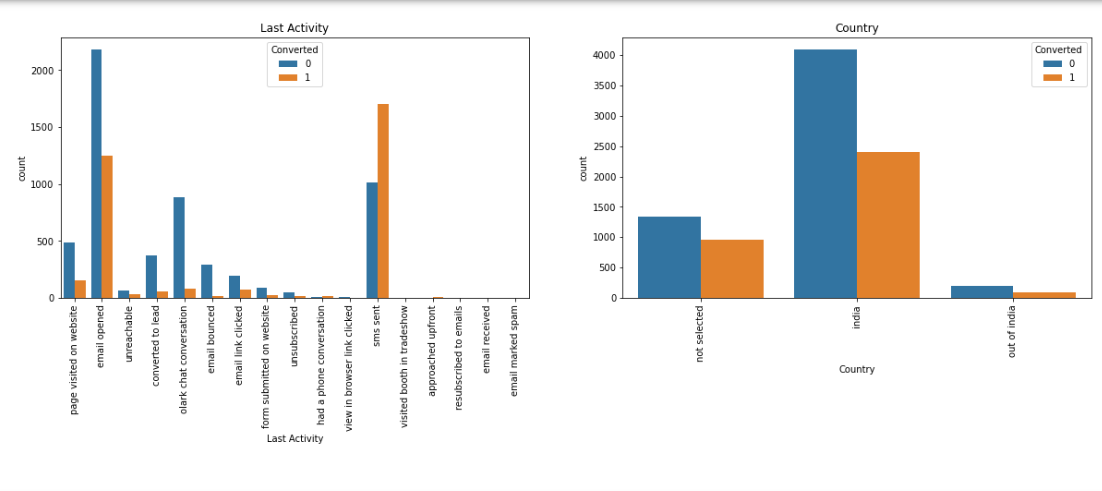 Last Activity
Converted
0
1
2000
1500
1000
500
0
count
page visited on website
email opened
unreachable
converted to lead
olark chat conversation
email bounced
email link clicked
form submitted on website
unsubscribed
had a phone conversation
view in browser link clicked
sms sent
visited booth in tradeshow
approached upfront
resubscribed to emails
email received
email marked spam
Last Activity
Country
Converted
0
1
4000
3500
3000
2500
2000
1500
1000
500
0
count
not selected
india
out of india
Country